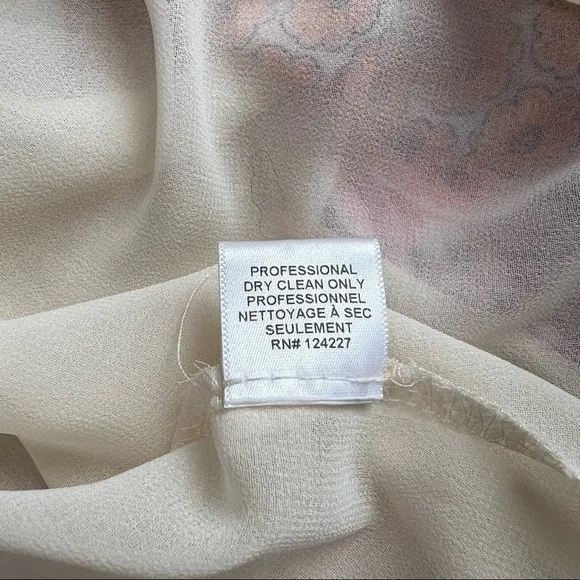 PROFESSIONAL
DRY CLEAN ONLY
PROFESSIONNEL
NETTOYAGE À SEC
SEULEMENT
RN# 124227